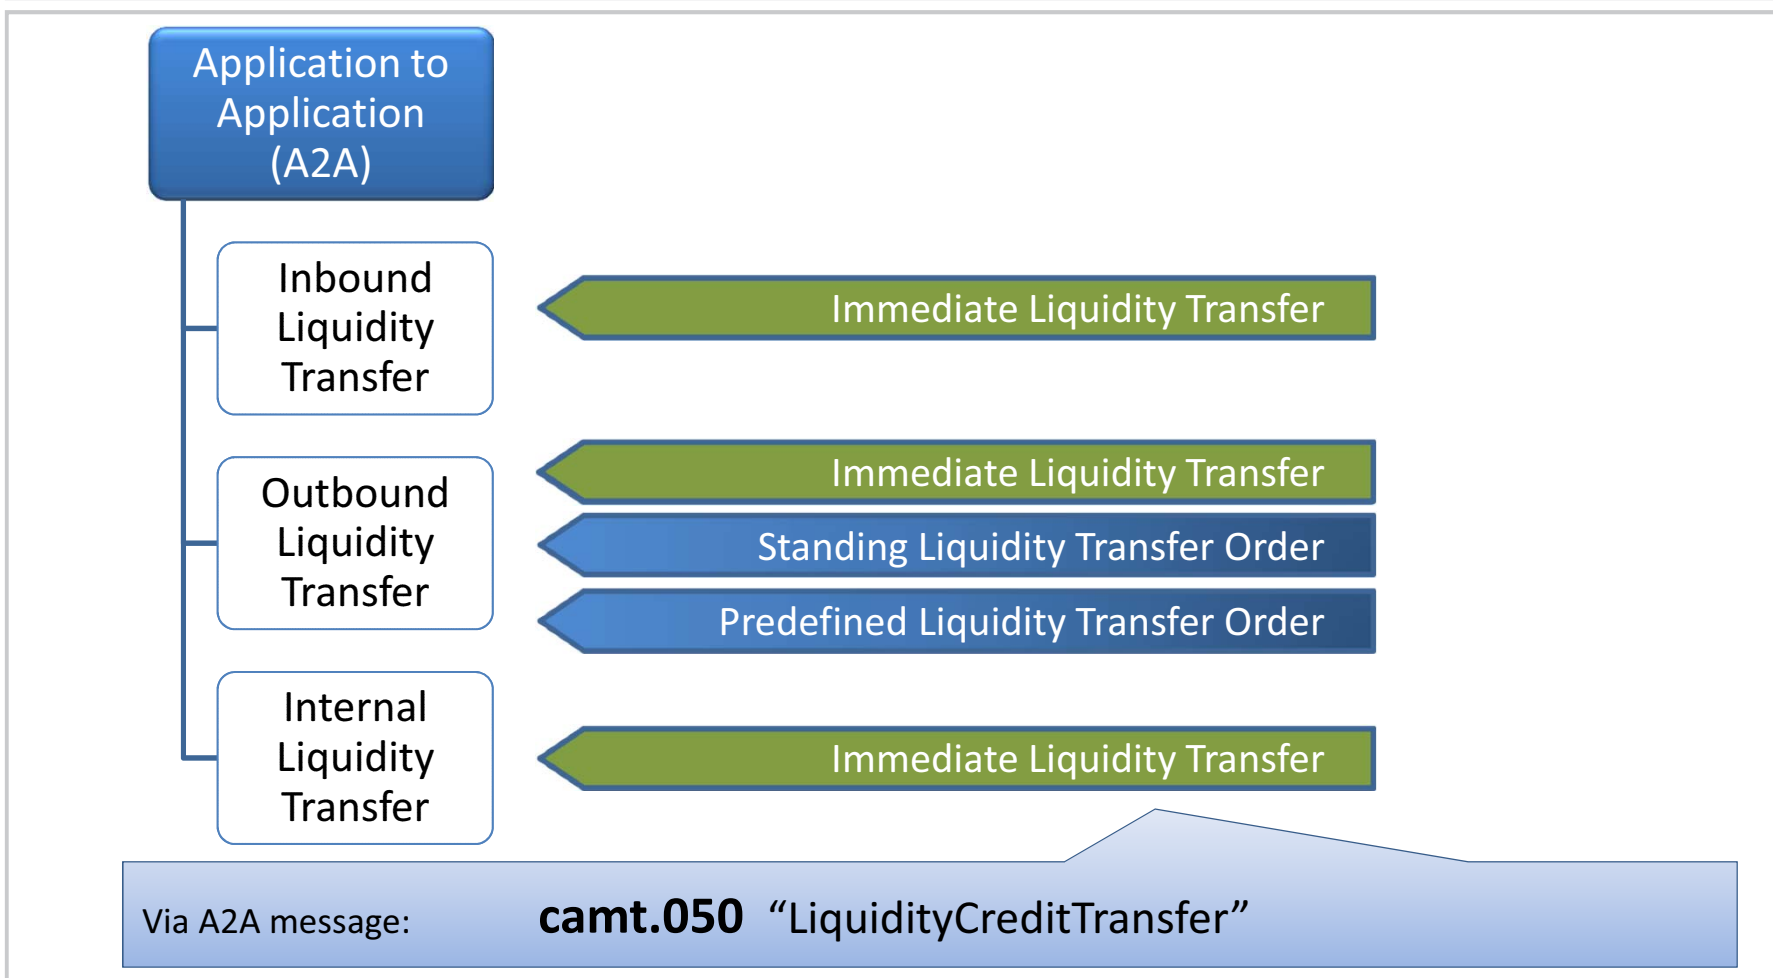 Application to
Application
(A2A)
Inbound
Liquidity
Transfer
Immediate Liquidity Transfer
Outbound
Liquidity
Transfer
Immediate Liquidity Transfer
Standing Liquidity Transfer Order
Predefined Liquidity Transfer Order
Internal
Liquidity
Transfer
Immediate Liquidity Transfer
Via A2A message: camt.050 “LiquidityCreditTransfer”